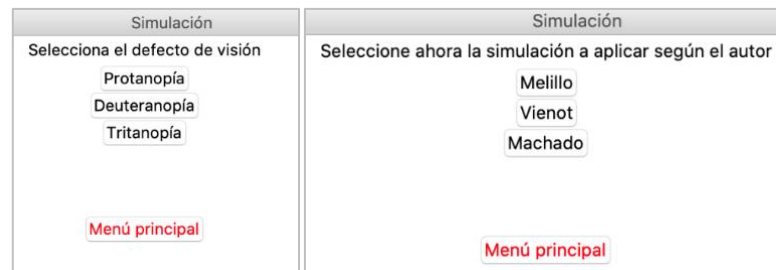 Simulación
Selecciona el defecto de visión
Protanopía
Deuteranopía
Tritanopía
Menú principal
Simulación
Seleccione ahora la simulación a aplicar según el autor
Melillo
Vienot
Machado
Menú principal